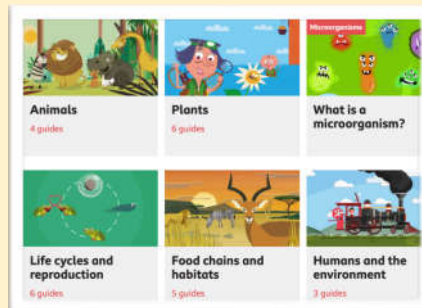 Microorganisms
Animals
4 guides
Plants
6 guides
What is a
microorganism?
Life cycles and
reproduction
6 guides
Food chains and
habitats
5 guides
Humans and the
environment
3 guides